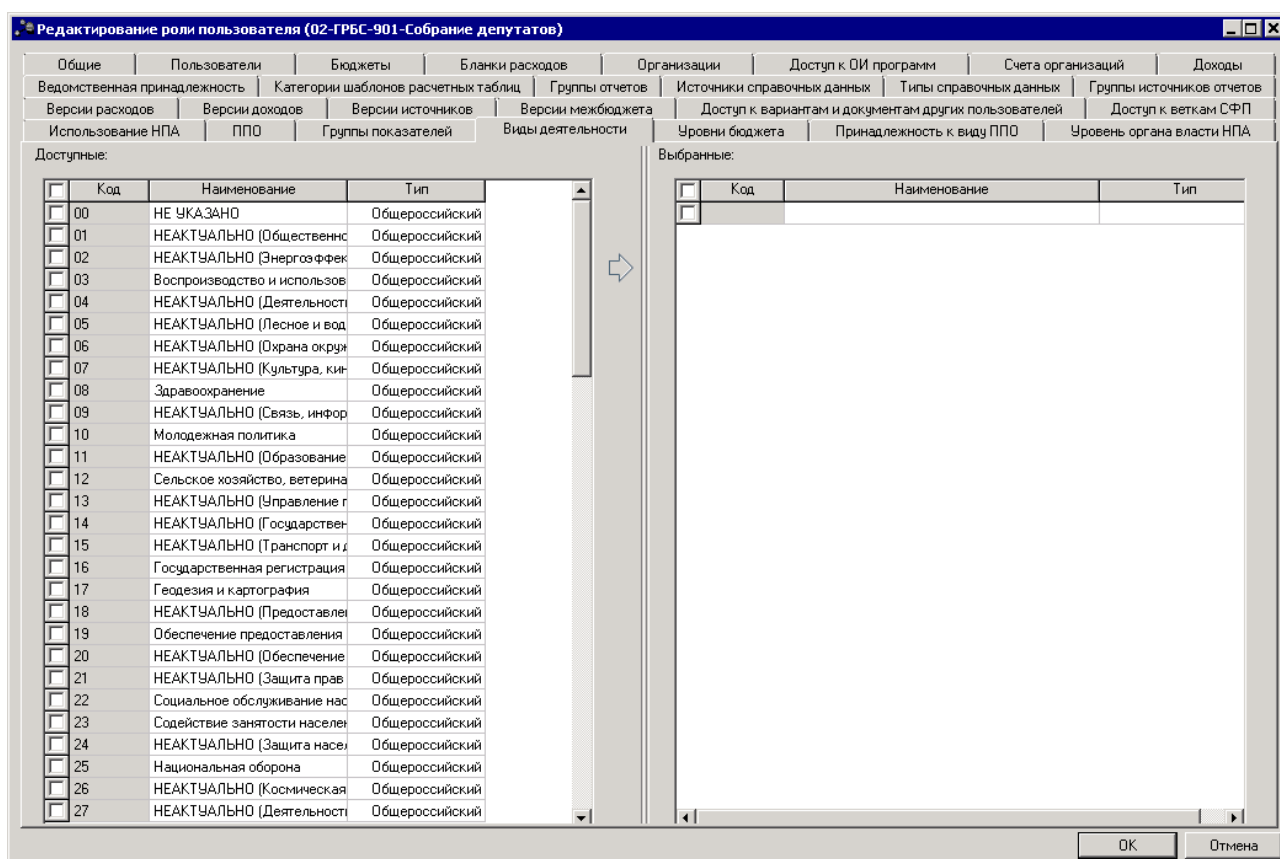 Редактирование роли пользователя (02-ГРБС-901-Собрание депутатов)
Общие Пользователи Бюджеты Бланки расходов Организации Доступ к ОИ программ Счета организаций Доходы
Ведомственная принадлежность Категории шаблонов расчетных таблиц Группы отчетов Источники справочных данных Типы справочных данных Группы источников отчетов
Версии расходов Версии доходов Версии источников Версии межбюджета Доступ к вариантам и документам других пользователей Доступ к веткам СФП
Использование НПА ППО Группы показателей Виды деятельности Уровни бюджета Принадлежность к виду ППО Уровень органа власти НПА
Доступные: Выбранные:
Код Наименование Тип Код Наименование Тип
00 НЕ УКАЗАНО Общероссийский
01 НЕАКТУАЛЬНО (Общественно Общероссийский
02 НЕАКТУАЛЬНО (Энергоэффек Общероссийский
03 Воспроизводство и использов Общероссийский
04 НЕАКТУАЛЬНО (Деятельност Общероссийский
05 НЕАКТУАЛЬНО (Лесное и вод Общероссийский
06 НЕАКТУАЛЬНО (Охрана окруж Общероссийский
07 НЕАКТУАЛЬНО (Культура, кин Общероссийский
08 Здравоохранение Общероссийский
09 НЕАКТУАЛЬНО (Связь, инфор Общероссийский
10 Молодежная политика Общероссийский
11 НЕАКТУАЛЬНО (Образование Общероссийский
12 Сельское хозяйство, ветерина Общероссийский
13 НЕАКТУАЛЬНО (Управление г Общероссийский
14 НЕАКТУАЛЬНО (Государствен Общероссийский
15 НЕАКТУАЛЬНО (Транспорт и д Общероссийский
16 Государственная регистрация Общероссийский
17 Геодезия и картография Общероссийский
18 НЕАКТУАЛЬНО (Предоставле Общероссийский
19 Обеспечение предоставления Общероссийский
20 НЕАКТУАЛЬНО (Обеспечение Общероссийский
21 НЕАКТУАЛЬНО (Защита прав Общероссийский
22 Социальное обслуживание нас Общероссийский
23 Содействие занятости населен Общероссийский
24 НЕАКТУАЛЬНО (Защита насел Общероссийский
25 Национальная оборона Общероссийский
26 НЕАКТУАЛЬНО (Космическая Общероссийский
27 НЕАКТУАЛЬНО (Деятельност Общероссийский
OK Отмена